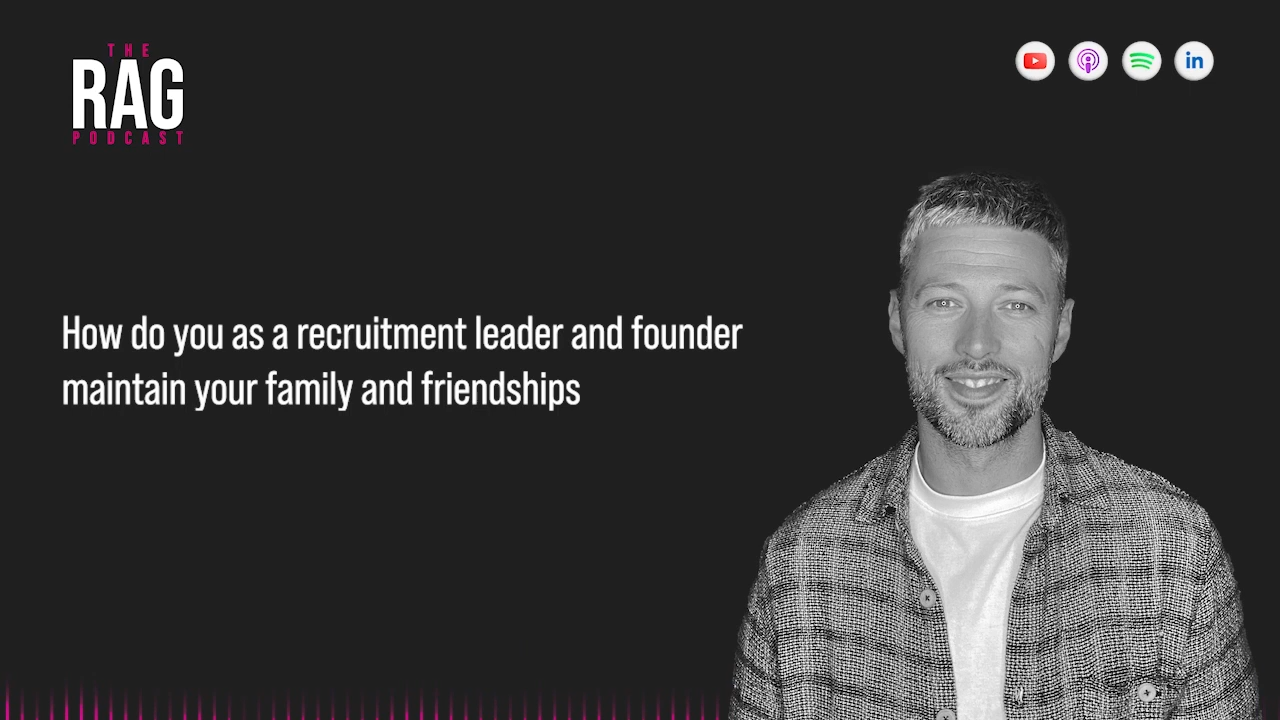 THE
RAG
PODCAST
in
How do you as a recruitment leader and founder
maintain your family and friendships